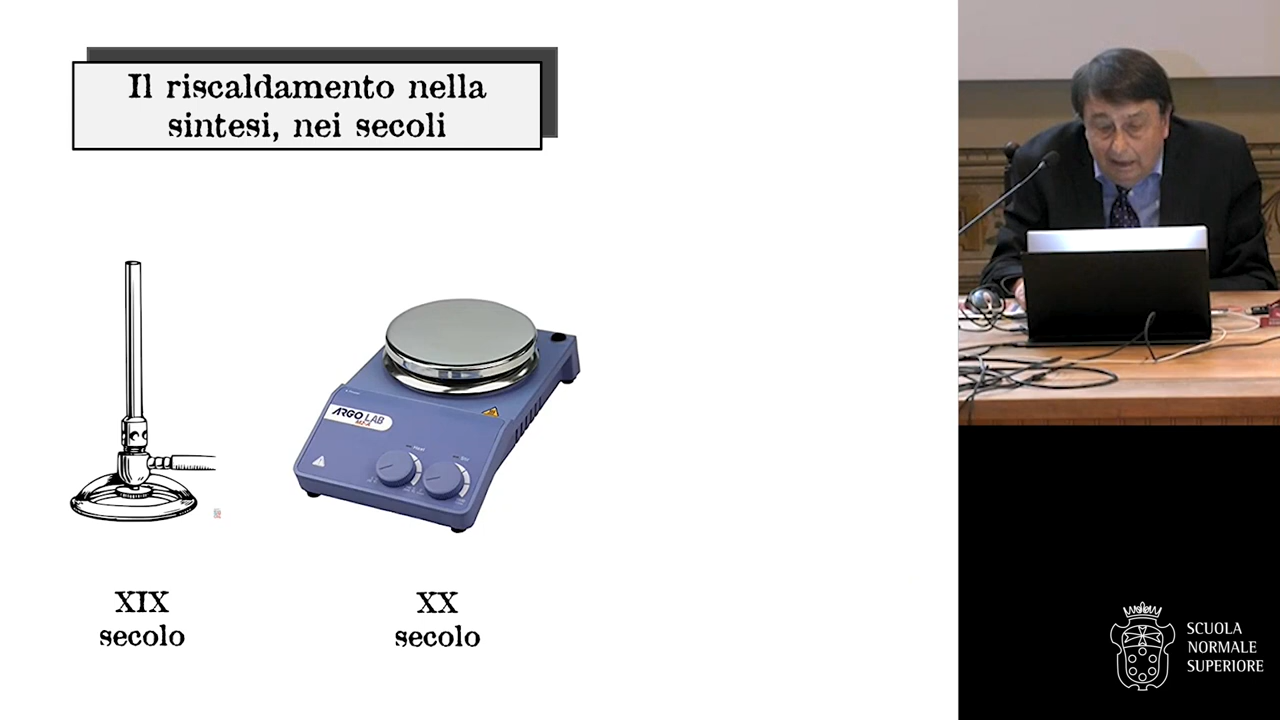 Il riscaldamento nella
sintesi, nei secoli
ARGO LAB
XIX
secolo
XX
secolo
SCUOLA
NORMALE
SUPERIORE